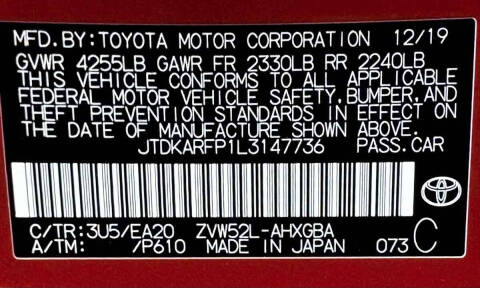 MFD.BY:TOYOTA MOTOR CORPORATION 12/19
GVWR 4255LB GAWR FR 2330LB RR 2240LB
THIS VEHICLE CONFORMS TO ALL APPLICABLE
FEDERAL MOTOR VEHICLE SAFETY, BUMPER, AND
THEFT PREVENTION STANDARDS IN EFFECT ON
THE DATE OF MANUFACTURE SHOWN ABOVE.
JTDKARFP1L3147736 PASS.CAR
C/TR:3U5/EA20 ZVW52L-AHXGBA
A/TM: /P610 MADE IN JAPAN 073 C
TOYOTA